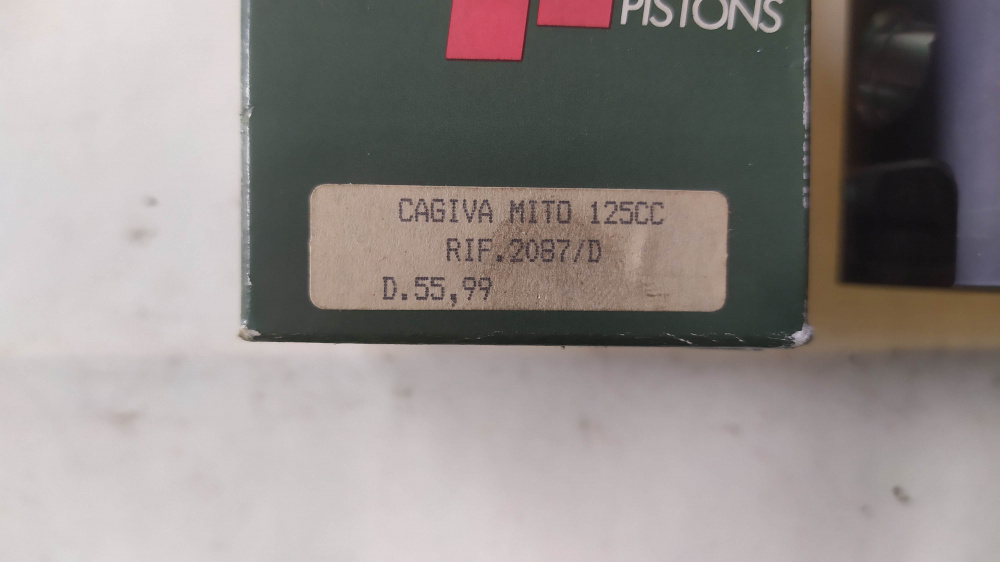 PISTONS
CAGIVA MITO 125CC
RIF.2087/D
D.55,99